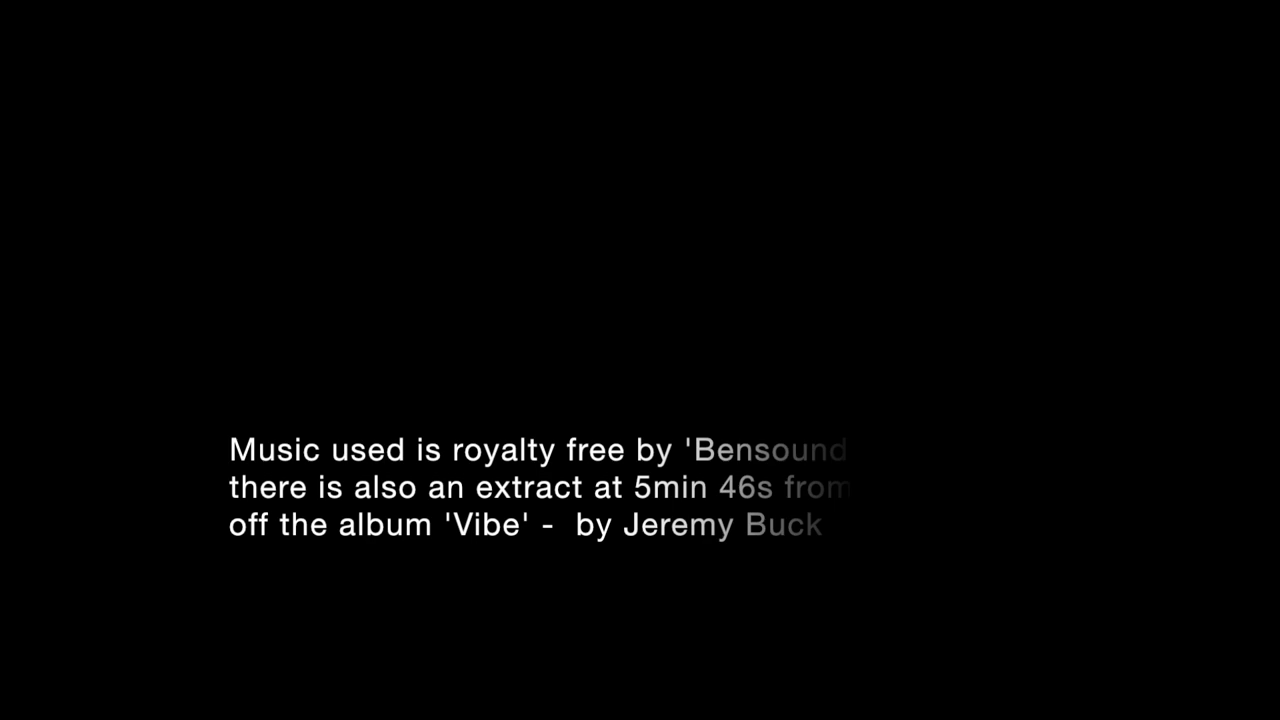 Music used is royalty free by 'Bensound
there is also an extract at 5min 46s from
off the album 'Vibe' -  by Jeremy Buck